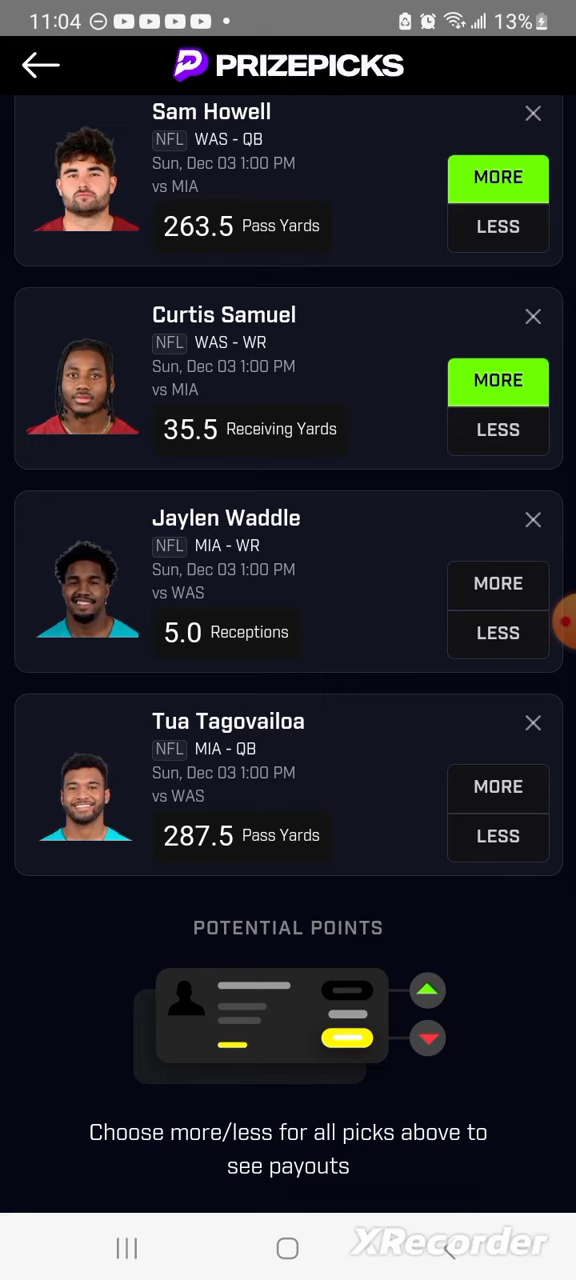 11:04 13%
PRIZEPICKS
Sam Howell
NFL WAS - QB
Sun, Dec 03 1:00 PM
vs MIA
263.5 Pass Yards
MORE
LESS
Curtis Samuel
NFL WAS - WR
Sun, Dec 03 1:00 PM
vs MIA
35.5 Receiving Yards
MORE
LESS
Jaylen Waddle
NFL MIA - WR
Sun, Dec 03 1:00 PM
vs WAS
5.0 Receptions
MORE
LESS
Tua Tagovailoa
NFL MIA - QB
Sun, Dec 03 1:00 PM
vs WAS
287.5 Pass Yards
MORE
LESS
POTENTIAL POINTS
Choose more/less for all picks above to
see payouts
XRecorder